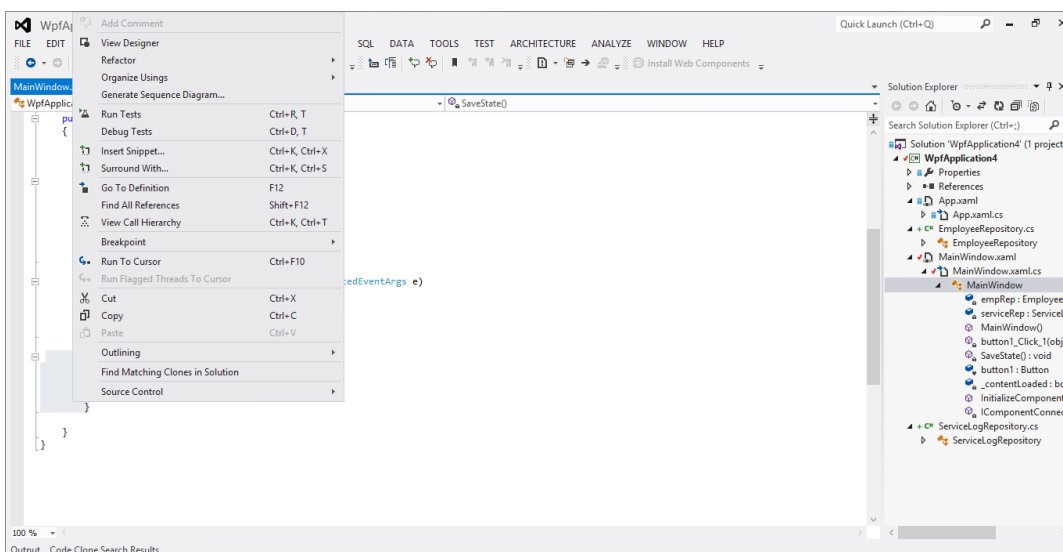 WpfAp
Quick Launch (Ctrl+Q)
FILE EDIT SQL DATA TOOLS TEST ARCHITECTURE ANALYZE WINDOW HELP
Install Web Components
MainWindow.
WpfApplica
SaveState()
pu
{
cedEventArgs e)
}
}
}
100 %
Output Code Clone Search Results
Add Comment
View Designer
Refactor
Organize Usings
Generate Sequence Diagram...
Run Tests Ctrl+R, T
Debug Tests Ctrl+D, T
Insert Snippet... Ctrl+K, Ctrl+X
Surround With... Ctrl+K, Ctrl+S
Go To Definition F12
Find All References Shift+F12
View Call Hierarchy Ctrl+K, Ctrl+T
Breakpoint
Run To Cursor Ctrl+F10
Run Flagged Threads To Cursor
Cut Ctrl+X
Copy Ctrl+C
Paste Ctrl+V
Outlining
Find Matching Clones in Solution
Source Control
Solution Explorer
Search Solution Explorer (Ctrl+;)
Solution 'WpfApplication4' (1 project
C# WpfApplication4
Properties
References
App.xaml
App.xaml.cs
C# EmployeeRepository.cs
EmployeeRepository
MainWindow.xaml
MainWindow.xaml.cs
MainWindow
empRep : Employee
serviceRep : ServiceL
MainWindow()
button1_Click_1(obj
SaveState() : void
button1 : Button
_contentLoaded : bo
InitializeComponent
IComponentConnec
C# ServiceLogRepository.cs
ServiceLogRepository